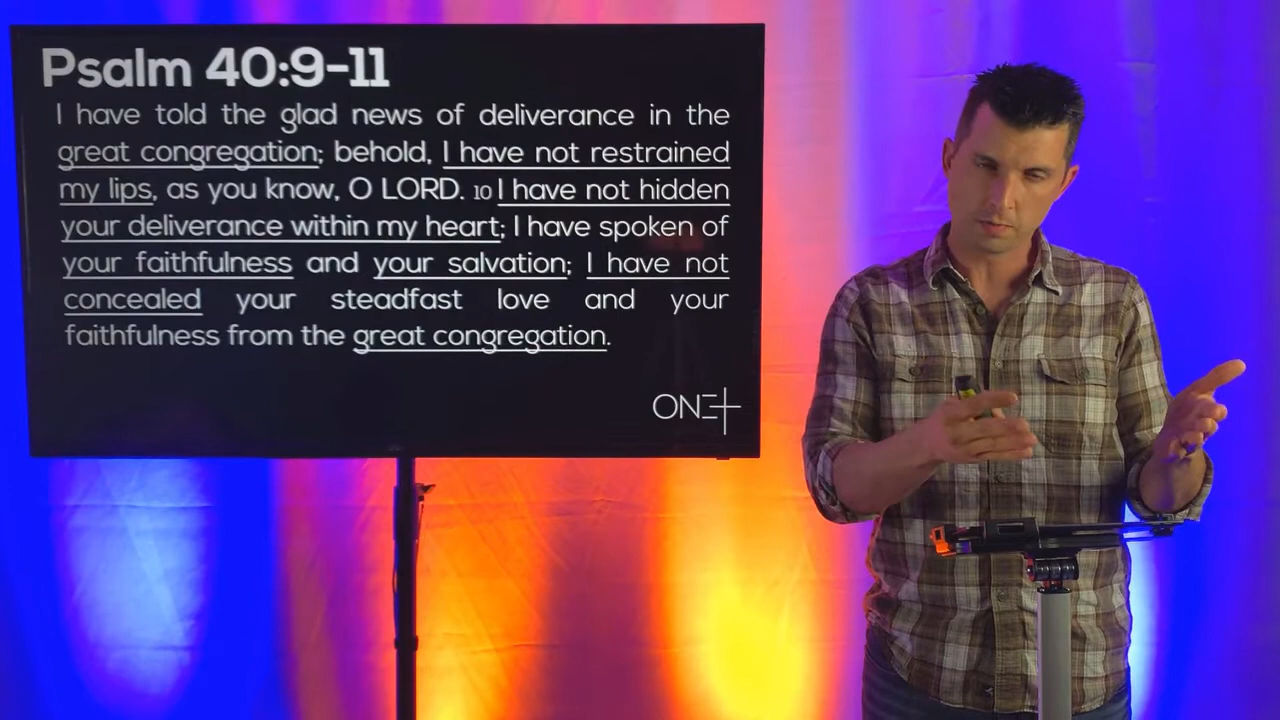 Psalm 40:9-11
I have told the glad news of deliverance in the
great congregation; behold, I have not restrained
my lips, as you know, O LORD. 10 I have not hidden
your deliverance within my heart; I have spoken of
your faithfulness and your salvation; I have not
concealed your steadfast love and your
faithfulness from the great congregation.
ONE